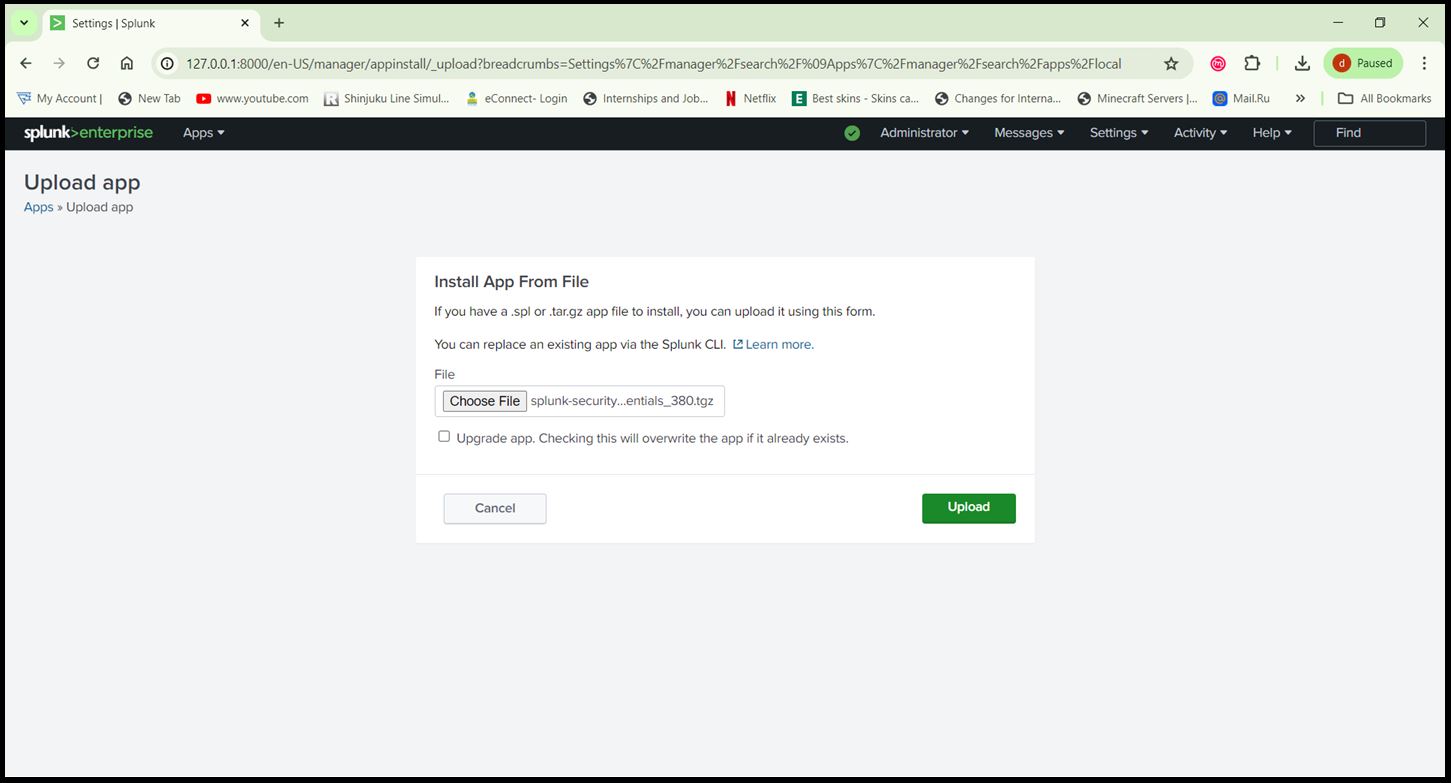 Settings | Splunk
127.0.0.1:8000/en-US/manager/appinstall/_upload?breadcrumbs=Settings%7C%2Fmanager%2Fsearch%2F%09Apps%7C%2Fmanager%2Fsearch%2Fapps%2Flocal
d Paused
My Account | New Tab www.youtube.com Shinjuku Line Simul... eConnect- Login Internships and Job... Netflix Best skins - Skins ca... Changes for Interna... Minecraft Servers |... Mail.Ru » All Bookmarks
splunk>enterprise Apps Administrator Messages Settings Activity Help Find
Upload app
Apps » Upload app
Install App From File
If you have a .spl or .tar.gz app file to install, you can upload it using this form.
You can replace an existing app via the Splunk CLI. Learn more.
File
Choose File splunk-security...entials_380.tgz
Upgrade app. Checking this will overwrite the app if it already exists.
Cancel Upload